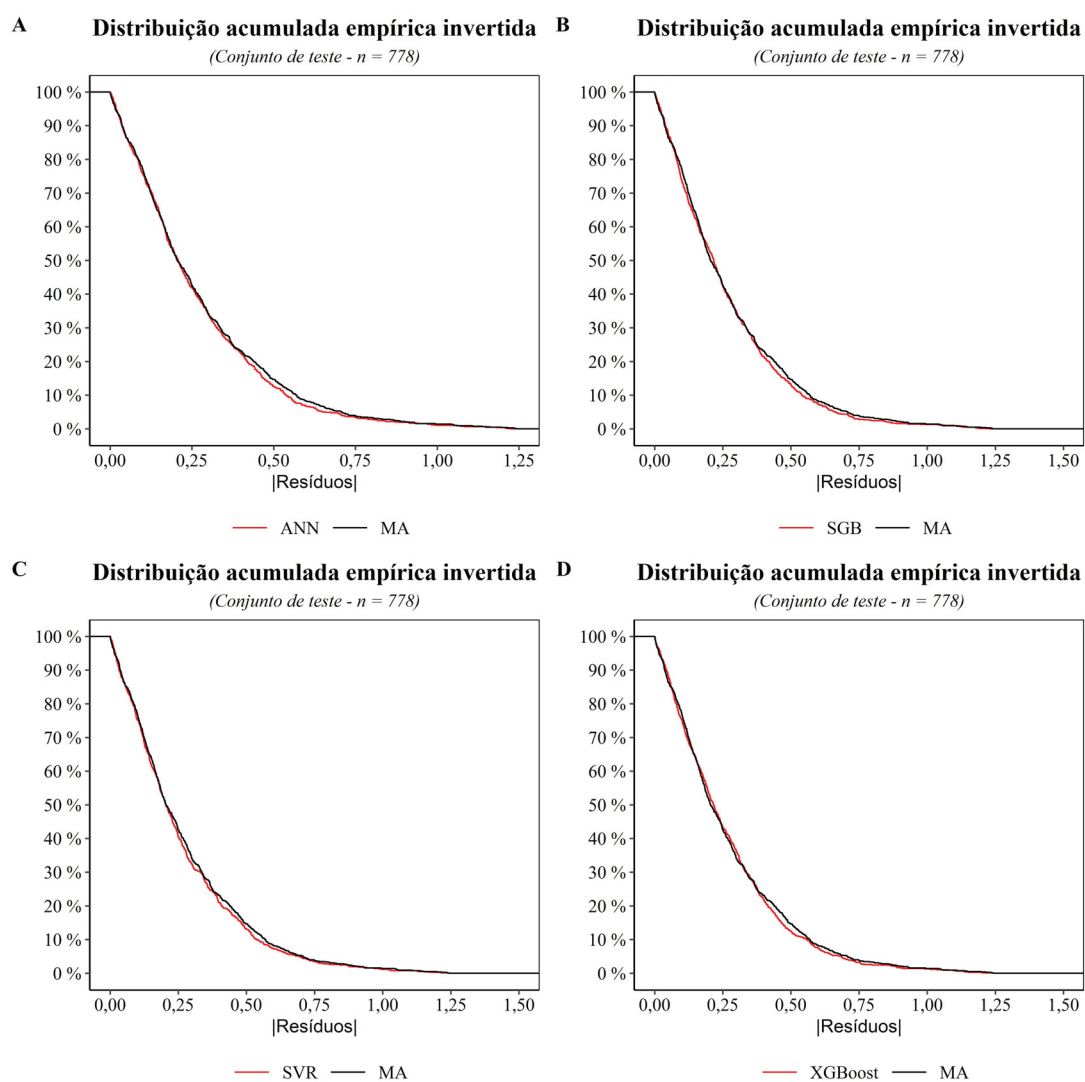 A
Distribuição acumulada empírica invertida
(Conjunto de teste - n = 778)
100 %
90 %
80 %
70 %
60 %
50 %
40 %
30 %
20 %
10 %
0 %
0,00 0,25 0,50 0,75 1,00 1,25
|Resíduos|
ANN MA
B
Distribuição acumulada empírica invertida
(Conjunto de teste - n = 778)
100 %
90 %
80 %
70 %
60 %
50 %
40 %
30 %
20 %
10 %
0 %
0,00 0,25 0,50 0,75 1,00 1,25 1,50
|Resíduos|
SGB MA
C
Distribuição acumulada empírica invertida
(Conjunto de teste - n = 778)
100 %
90 %
80 %
70 %
60 %
50 %
40 %
30 %
20 %
10 %
0 %
0,00 0,25 0,50 0,75 1,00 1,25 1,50
|Resíduos|
SVR MA
D
Distribuição acumulada empírica invertida
(Conjunto de teste - n = 778)
100 %
90 %
80 %
70 %
60 %
50 %
40 %
30 %
20 %
10 %
0 %
0,00 0,25 0,50 0,75 1,00 1,25 1,50
|Resíduos|
XGBoost MA